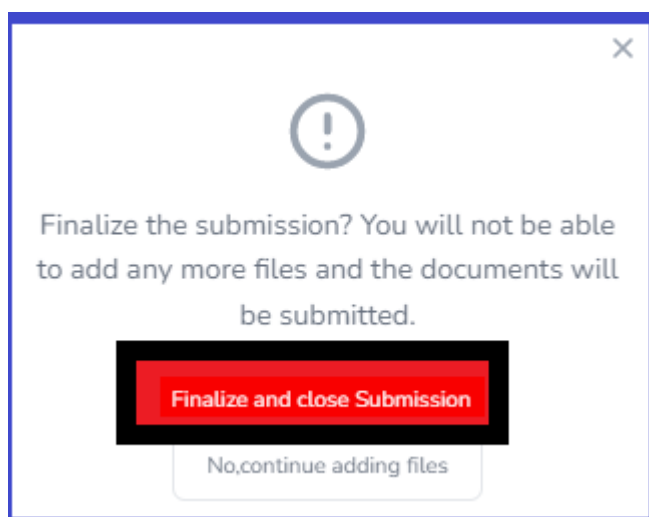 Finalize the submission? You will not be able
to add any more files and the documents will
be submitted.
Finalize and close Submission
No,continue adding files